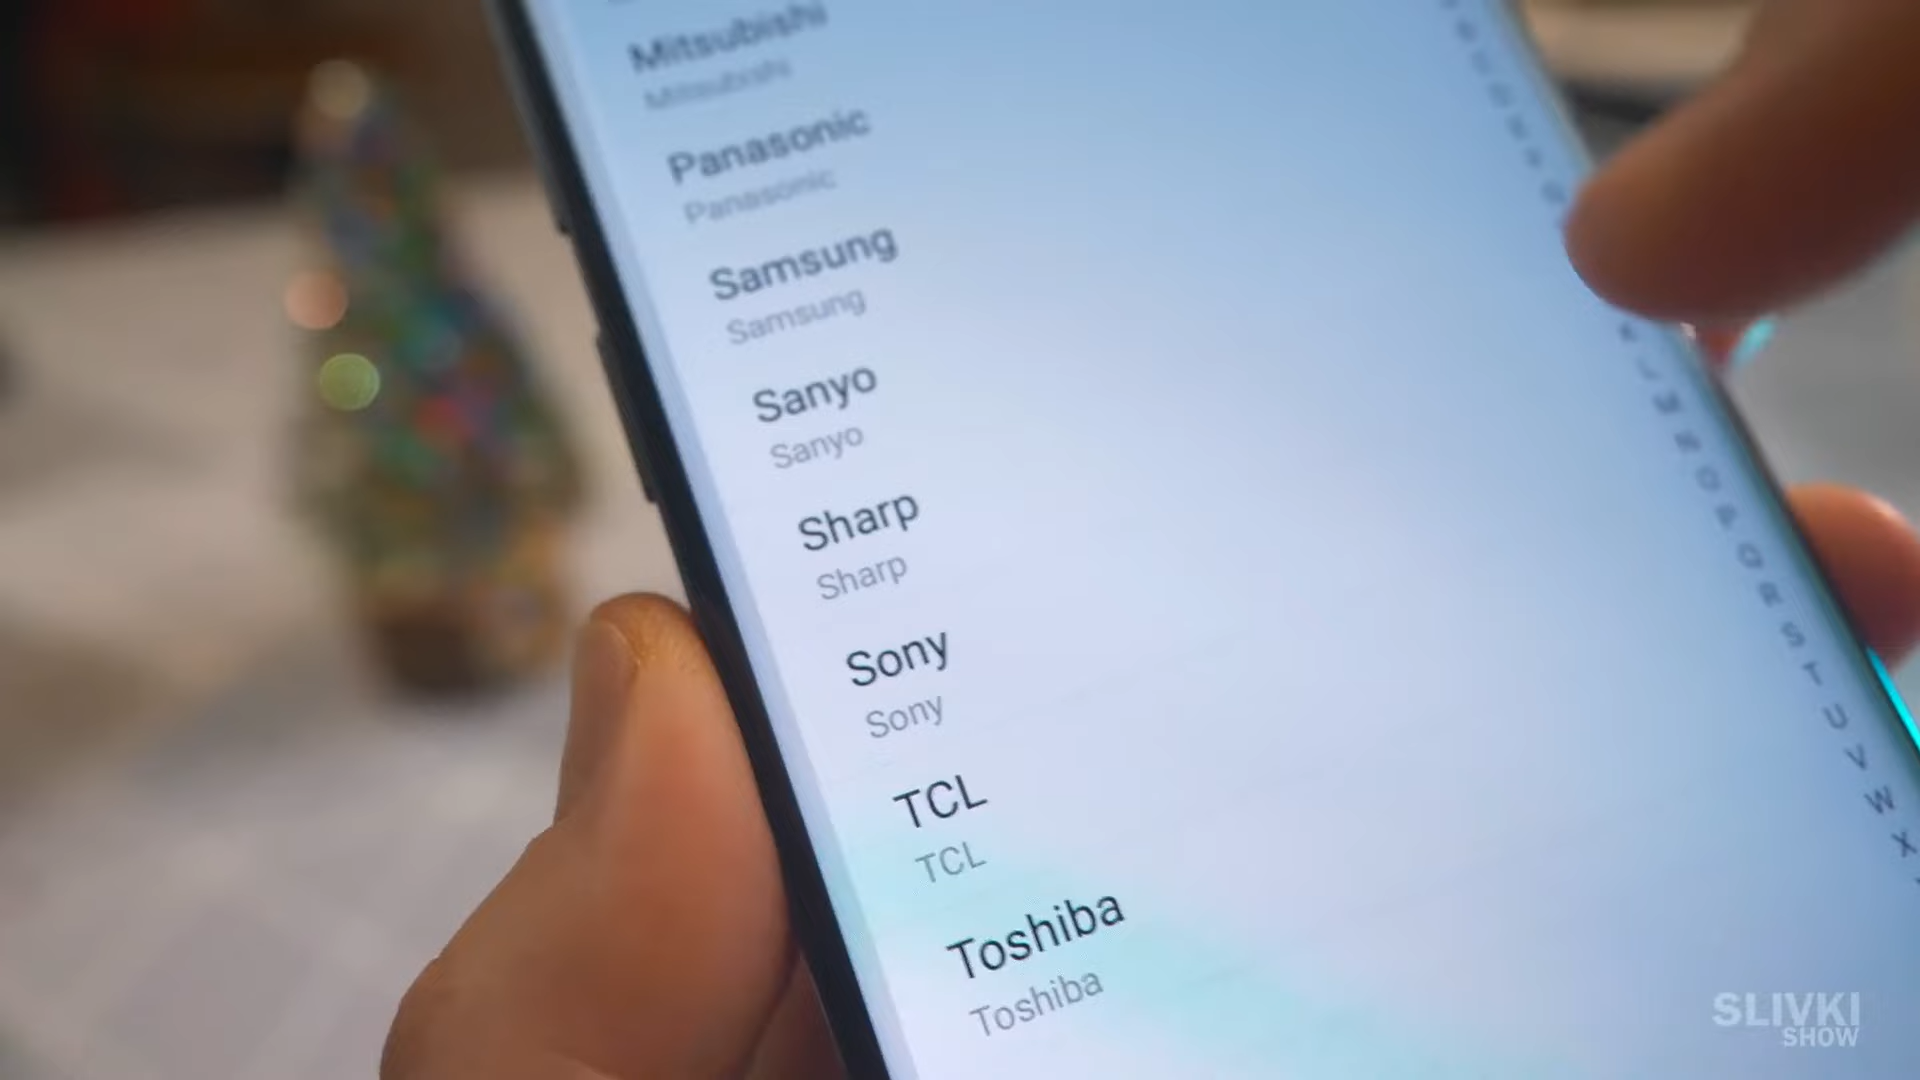 Mitsubishi
Mitsubishi
Panasonic
Panasonic
Samsung
Samsung
Sanyo
Sanyo
Sharp
Sharp
Sony
Sony
TCL
TCL
Toshiba
Toshiba
M
N
O
P
Q
R
S
T
U
V
W
X
SLIVKI
SHOW